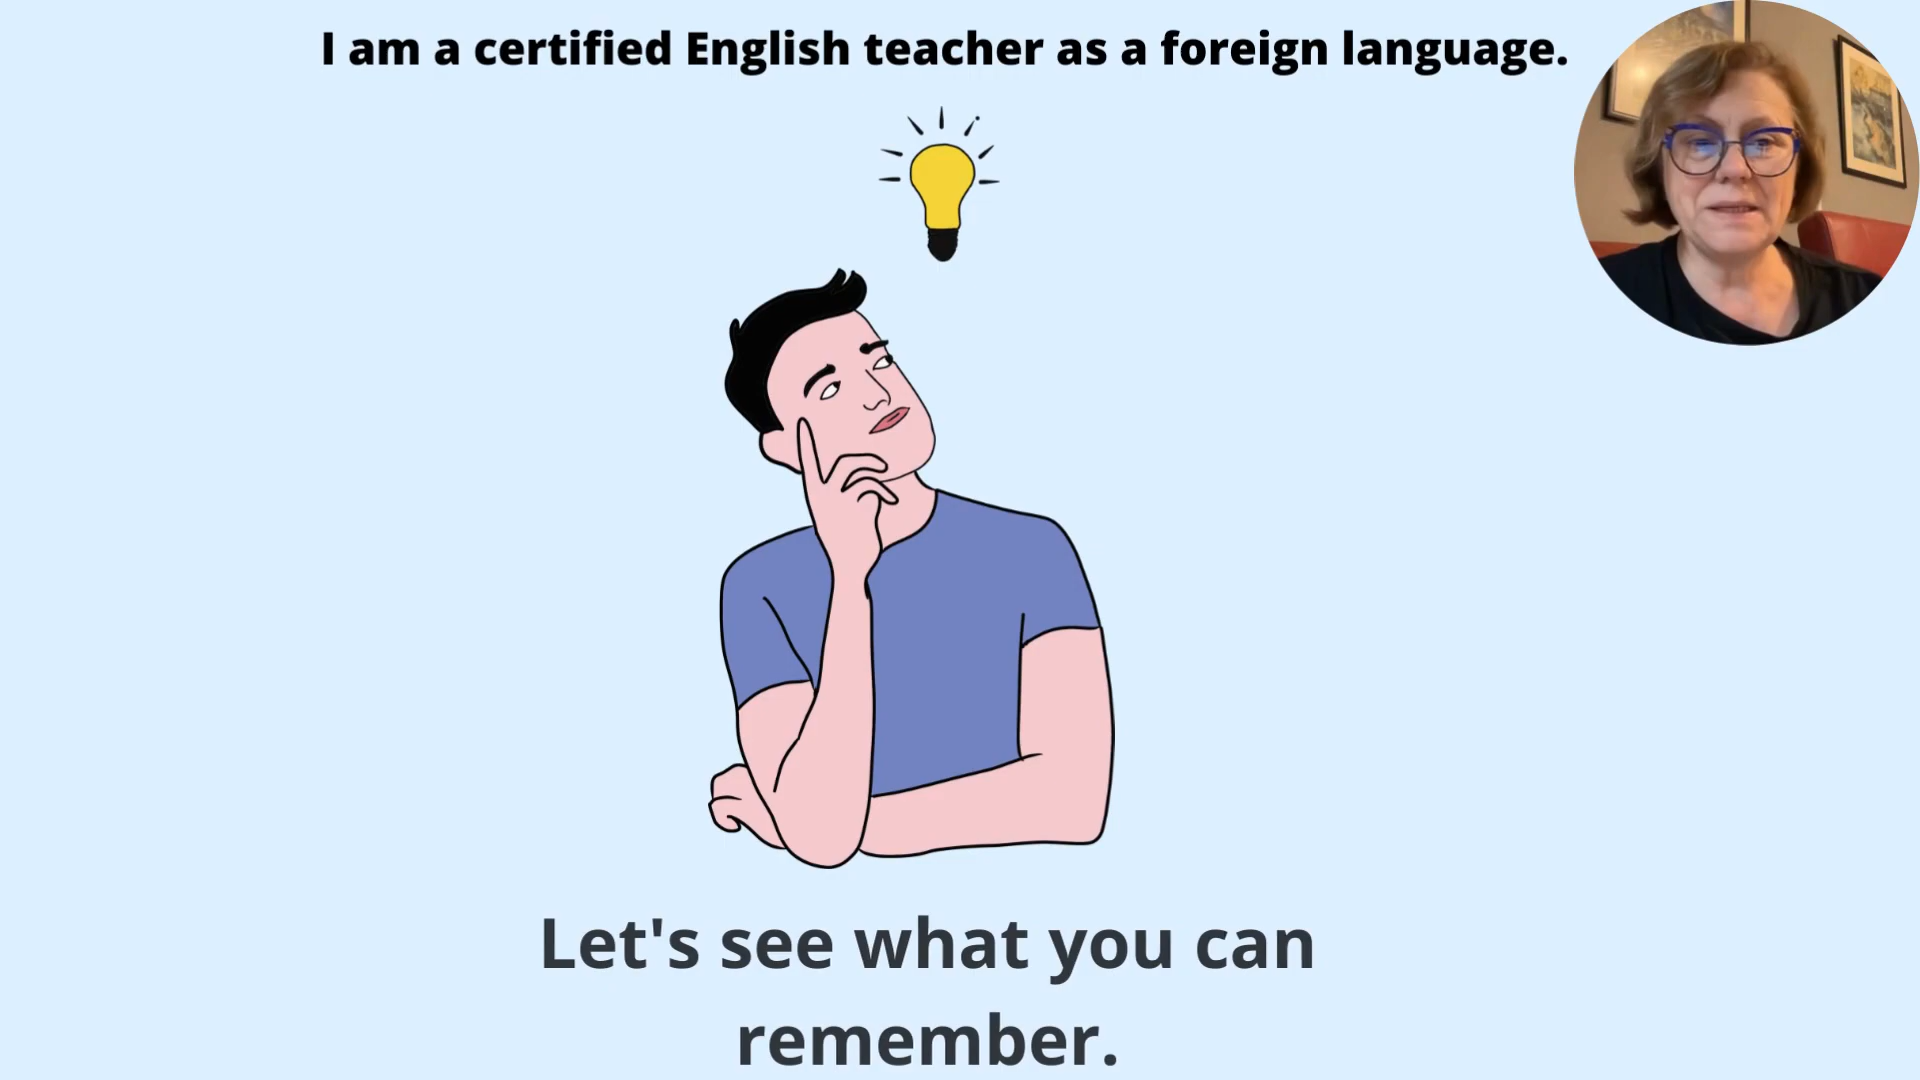 I am a certified English teacher as a foreign language.
Let's see what you can
remember.